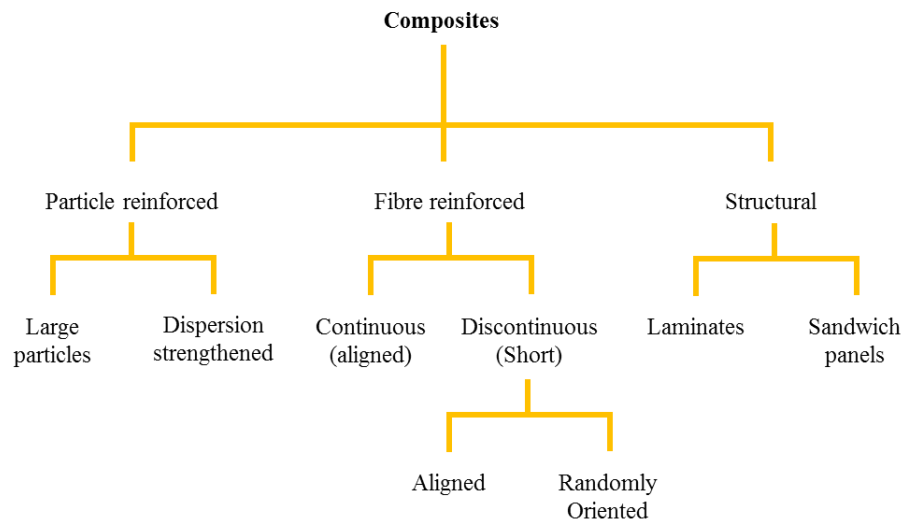 Composites
Particle reinforced
Fibre reinforced
Structural
Large
particles
Dispersion
strengthened
Continuous
(aligned)
Discontinuous
(Short)
Laminates
Sandwich
panels
Aligned
Randomly
Oriented